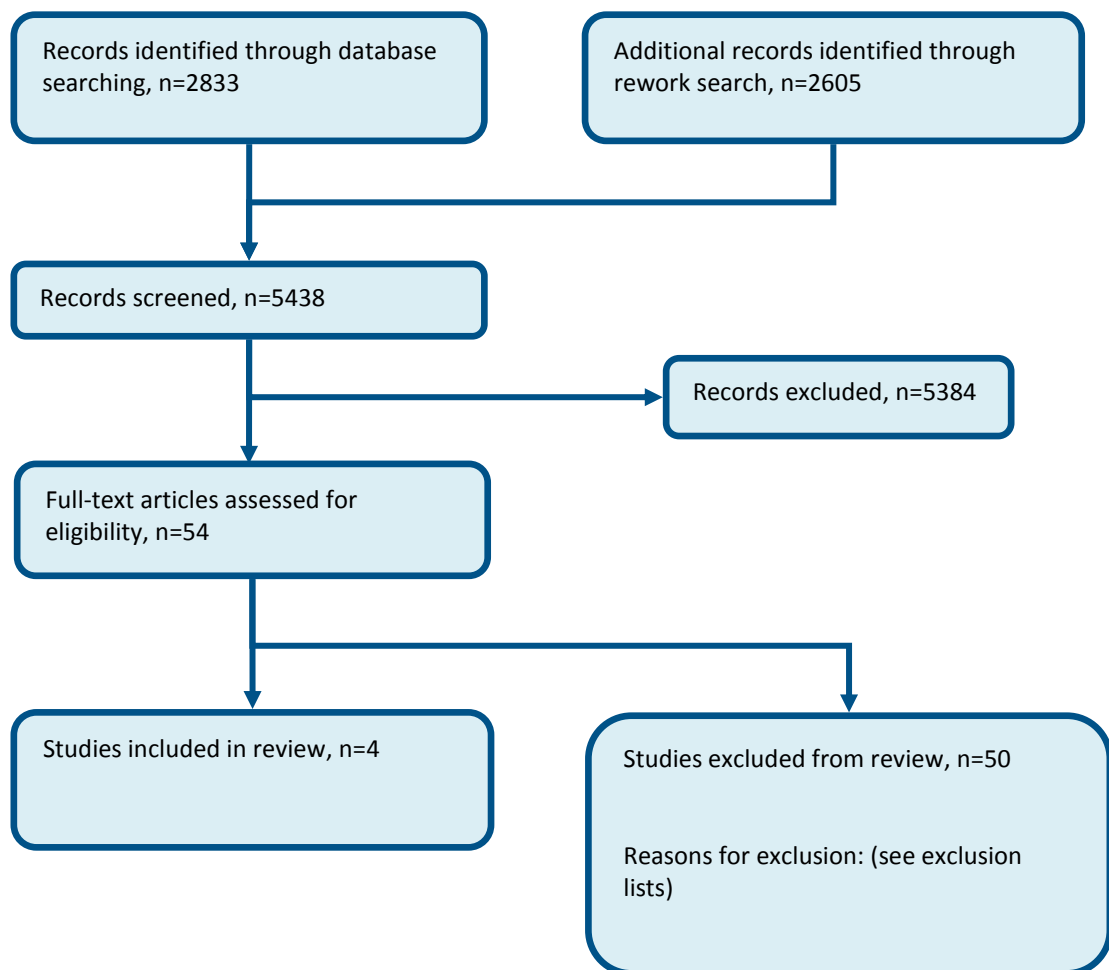 Records identified through database
searching, n=2833
Additional records identified through
rework search, n=2605
Records screened, n=5438
Records excluded, n=5384
Full-text articles assessed for
eligibility, n=54
Studies included in review, n=4
Studies excluded from review, n=50
Reasons for exclusion: (see exclusion
lists)